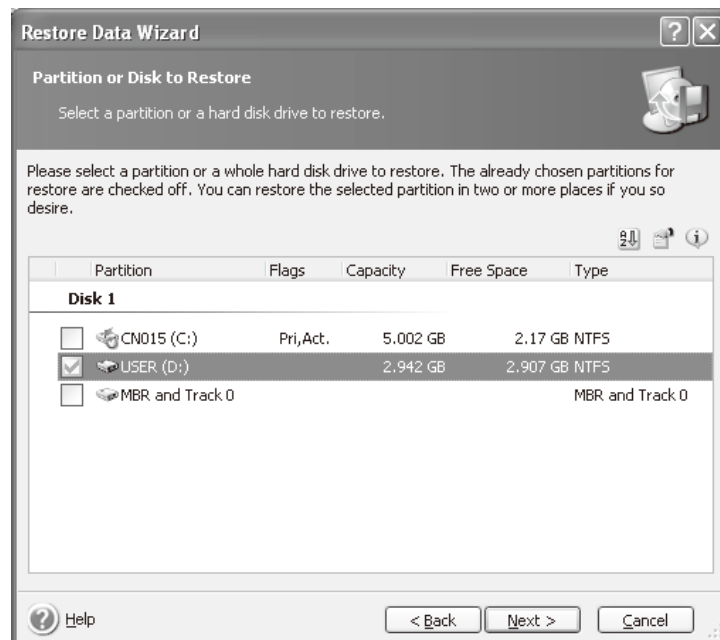 Restore Data Wizard
Partition or Disk to Restore
Select a partition or a hard disk drive to restore.
Please select a partition or a whole hard disk drive to restore. The already chosen partitions for
restore are checked off. You can restore the selected partition in two or more places if you so
desire.
Partition Flags Capacity Free Space Type
Disk 1
CN015 (C:) Pri,Act. 5.002 GB 2.17 GB NTFS
USER (D:) 2.942 GB 2.907 GB NTFS
MBR and Track 0 MBR and Track 0
Help < Back Next > Cancel